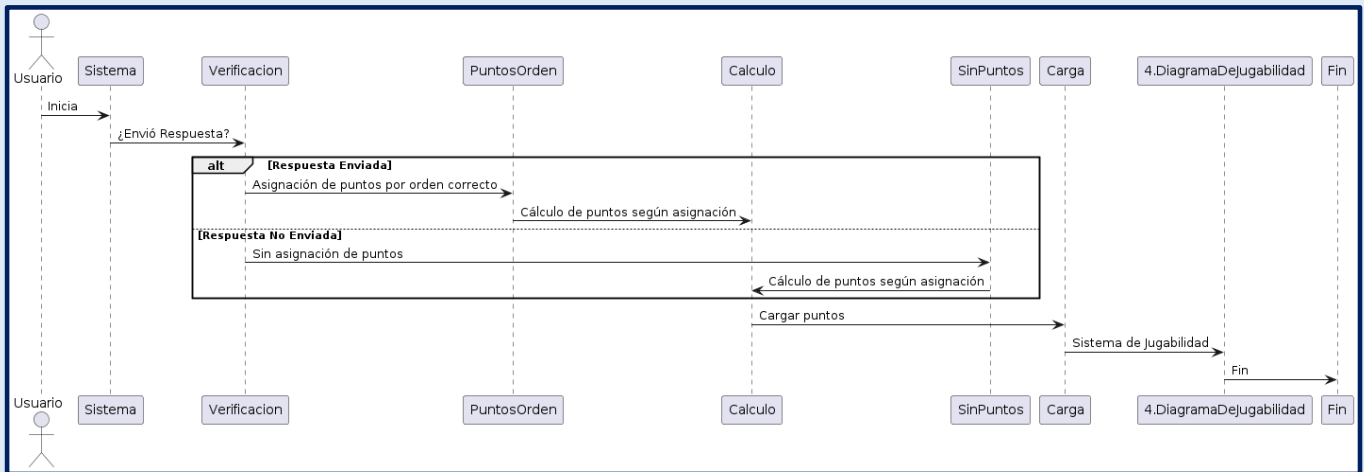 Usuario
Sistema
Verificacion
PuntosOrden
Calculo
SinPuntos
Carga
4.DiagramaDeJugabilidad
Fin
Inicia
¿Envió Respuesta?
alt [Respuesta Enviada]
Asignación de puntos por orden correcto
Cálculo de puntos según asignación
[Respuesta No Enviada]
Sin asignación de puntos
Cálculo de puntos según asignación
Cargar puntos
Sistema de Jugabilidad
Fin
Usuario
Sistema
Verificacion
PuntosOrden
Calculo
SinPuntos
Carga
4.DiagramaDeJugabilidad
Fin